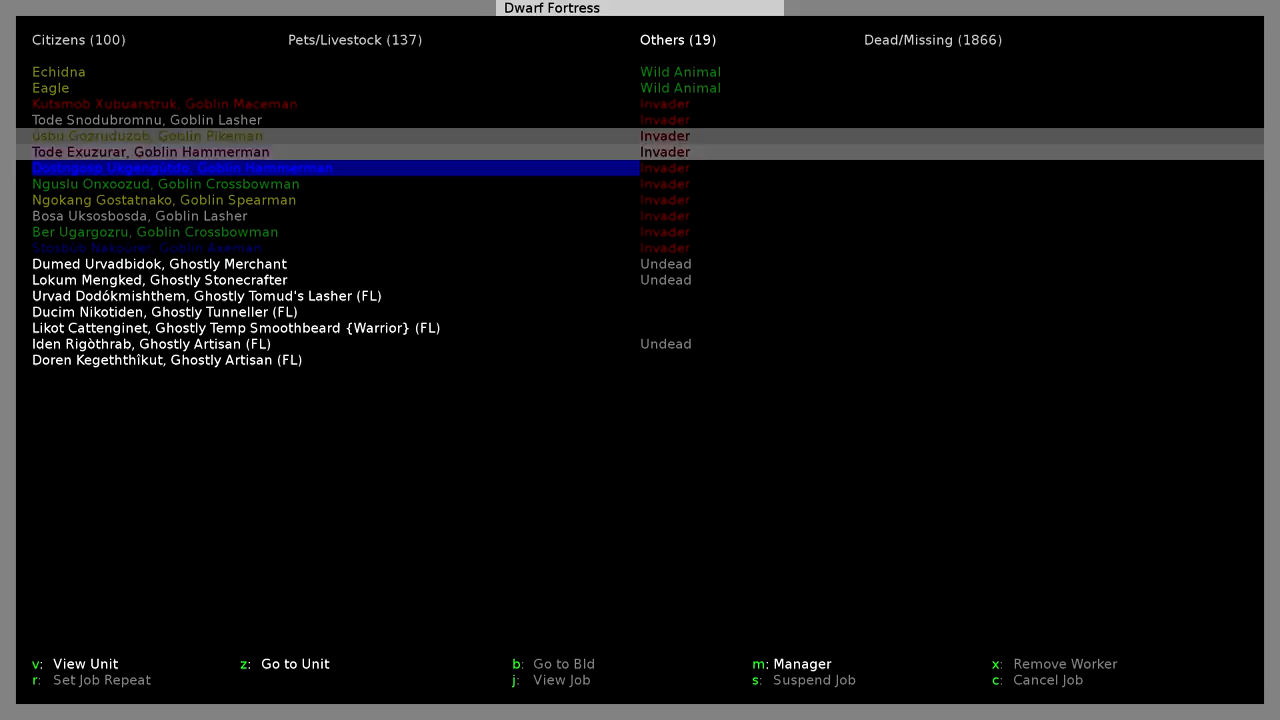 Dwarf Fortress
Citizens (100) Pets/Livestock (137) Others (19) Dead/Missing (1866)
Echidna Wild Animal
Eagle Wild Animal
Kutsmob Xubuarstruk, Goblin Maceman Invader
Tode Snodubromnu, Goblin Lasher Invader
Goblin Pikeman Invader
Tode Exuzurar, Goblin Hammerman Invader
Goblin Hammerman Invader
Nguslu Onxoozud, Goblin Crossbowman Invader
Ngokang Gostatnako, Goblin Spearman Invader
Bosa Uksosbosda, Goblin Lasher Invader
Ber Ugargozru, Goblin Crossbowman Invader
Goblin Axeman Invader
Dumed Urvadbidok, Ghostly Merchant Undead
Lokum Mengked, Ghostly Stonecrafter Undead
Urvad Dodókmishthem, Ghostly Tomud's Lasher (FL)
Ducim Nikotiden, Ghostly Tunneller (FL)
Likot Cattenginet, Ghostly Temp Smoothbeard {Warrior} (FL)
Iden Rigòthrab, Ghostly Artisan (FL) Undead
Doren Kegeththîkut, Ghostly Artisan (FL)
v: View Unit z: Go to Unit b: Go to Bld m: Manager x: Remove Worker
r: Set Job Repeat j: View Job s: Suspend Job c: Cancel Job